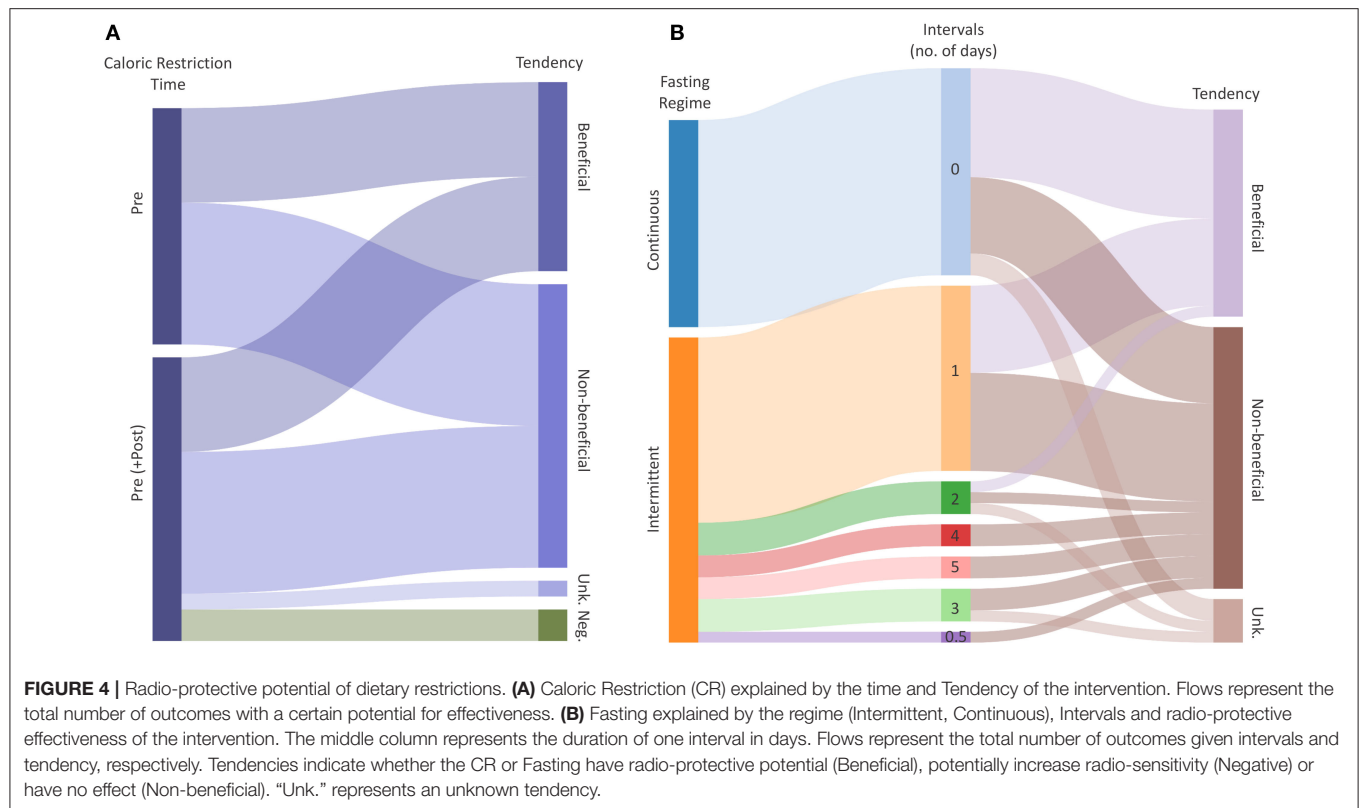 A
Caloric Restriction
Time
Tendency
Pre
Pre (+Post)
Beneficial
Non-beneficial
Unk.
Neg.
B
Intervals
(no. of days)
Fasting
Regime
Tendency
Continuous
Intermittent
0
1
2
4
5
3
0.5
Beneficial
Non-beneficial
Unk.
FIGURE 4 | Radio-protective potential of dietary restrictions. (A) Caloric Restriction (CR) explained by the time and Tendency of the intervention. Flows represent the
total number of outcomes with a certain potential for effectiveness. (B) Fasting explained by the regime (Intermittent, Continuous), Intervals and radio-protective
effectiveness of the intervention. The middle column represents the duration of one interval in days. Flows represent the total number of outcomes given intervals and
tendency, respectively. Tendencies indicate whether the CR or Fasting have radio-protective potential (Beneficial), potentially increase radio-sensitivity (Negative) or
have no effect (Non-beneficial). “Unk.” represents an unknown tendency.